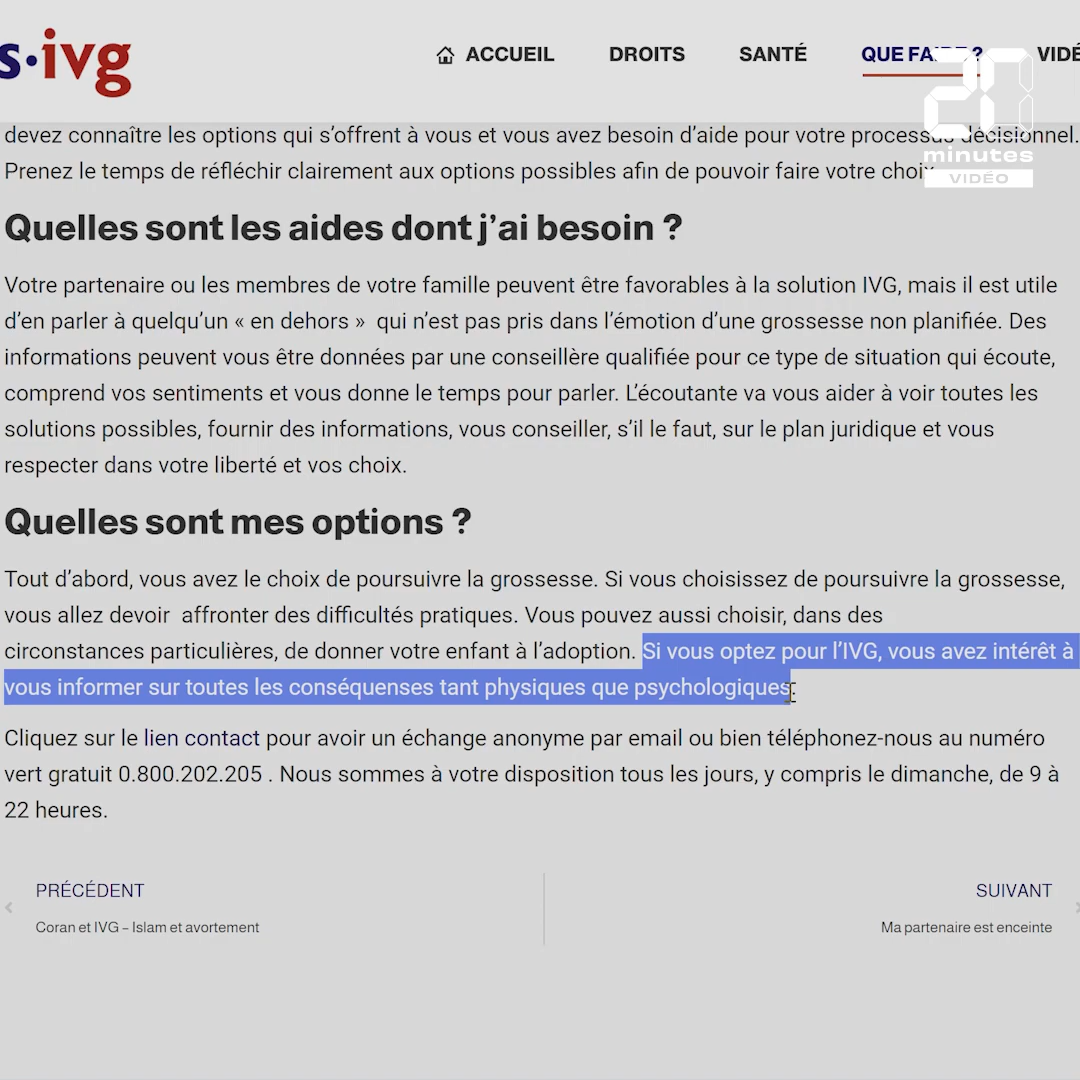 s·ivg
ACCUEIL DROITS SANTÉ QUE FAIRE ? VIDÉ
20
minutes
VIDÉO
devez connaître les options qui s’offrent à vous et vous avez besoin d’aide pour votre processus décisionnel.
Prenez le temps de réfléchir clairement aux options possibles afin de pouvoir faire votre choix
Quelles sont les aides dont j’ai besoin ?
Votre partenaire ou les membres de votre famille peuvent être favorables à la solution IVG, mais il est utile
d’en parler à quelqu’un « en dehors »  qui n’est pas pris dans l’émotion d’une grossesse non planifiée. Des
informations peuvent vous être données par une conseillère qualifiée pour ce type de situation qui écoute,
comprend vos sentiments et vous donne le temps pour parler. L’écoutante va vous aider à voir toutes les
solutions possibles, fournir des informations, vous conseiller, s’il le faut, sur le plan juridique et vous
respecter dans votre liberté et vos choix.
Quelles sont mes options ?
Tout d’abord, vous avez le choix de poursuivre la grossesse. Si vous choisissez de poursuivre la grossesse,
vous allez devoir  affronter des difficultés pratiques. Vous pouvez aussi choisir, dans des
circonstances particulières, de donner votre enfant à l’adoption. Si vous optez pour l’IVG, vous avez intérêt à
vous informer sur toutes les conséquenses tant physiques que psychologiques.
Cliquez sur le lien contact pour avoir un échange anonyme par email ou bien téléphonez-nous au numéro
vert gratuit 0.800.202.205 . Nous sommes à votre disposition tous les jours, y compris le dimanche, de 9 à
22 heures.
PRÉCÉDENT
Coran et IVG – Islam et avortement
SUIVANT
Ma partenaire est enceinte